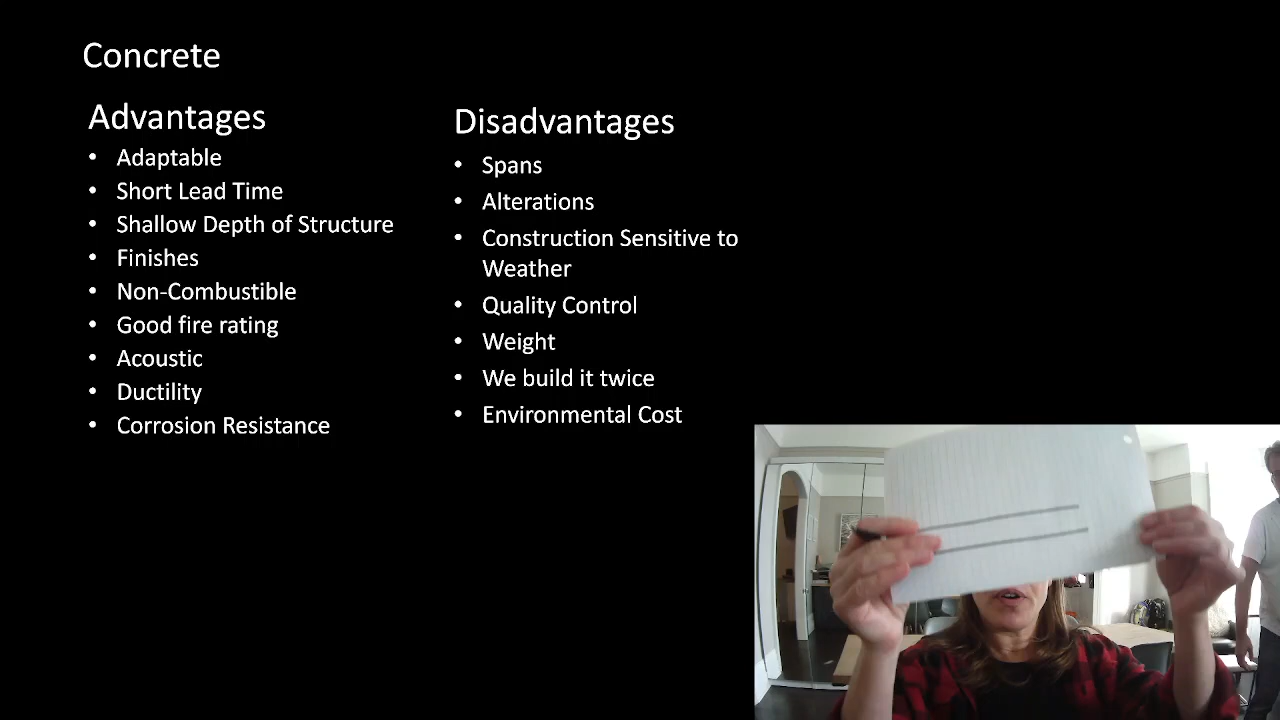 Concrete
Advantages
• Adaptable
• Short Lead Time
• Shallow Depth of Structure
• Finishes
• Non-Combustible
• Good fire rating
• Acoustic
• Ductility
• Corrosion Resistance
Disadvantages
• Spans
• Alterations
• Construction Sensitive to
Weather
• Quality Control
• Weight
• We build it twice
• Environmental Cost